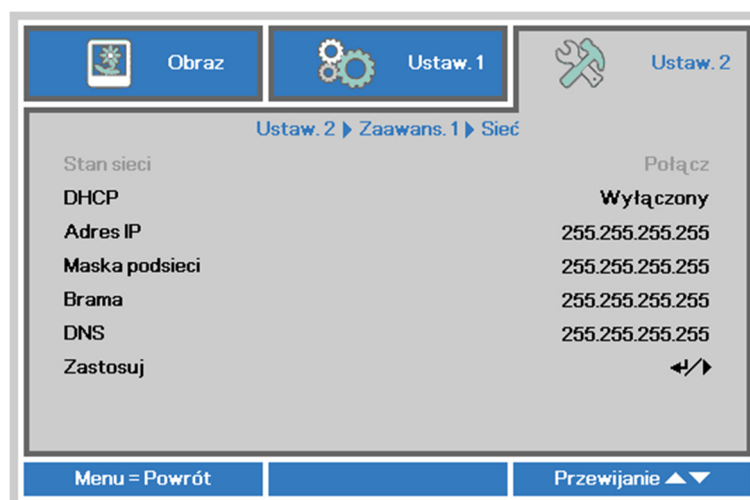 Obraz Ustaw. 1 Ustaw. 2
Ustaw. 2 ▶ Zaawans. 1 ▶ Sieć
Stan sieci Połącz
DHCP Wyłączony
Adres IP 255.255.255.255
Maska podsieci 255.255.255.255
Brama 255.255.255.255
DNS 255.255.255.255
Zastosuj ↵/▶
Menu = Powrót Przewijanie ▲▼